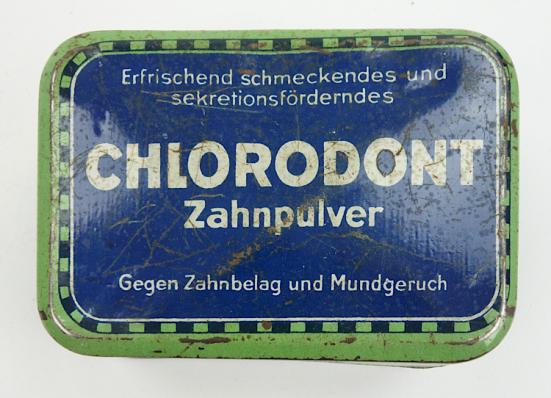 Erfrischend schmeckendes und
sekretionsförderndes
CHLORODONT
Zahnpulver
Gegen Zahnbelag und Mundgeruch